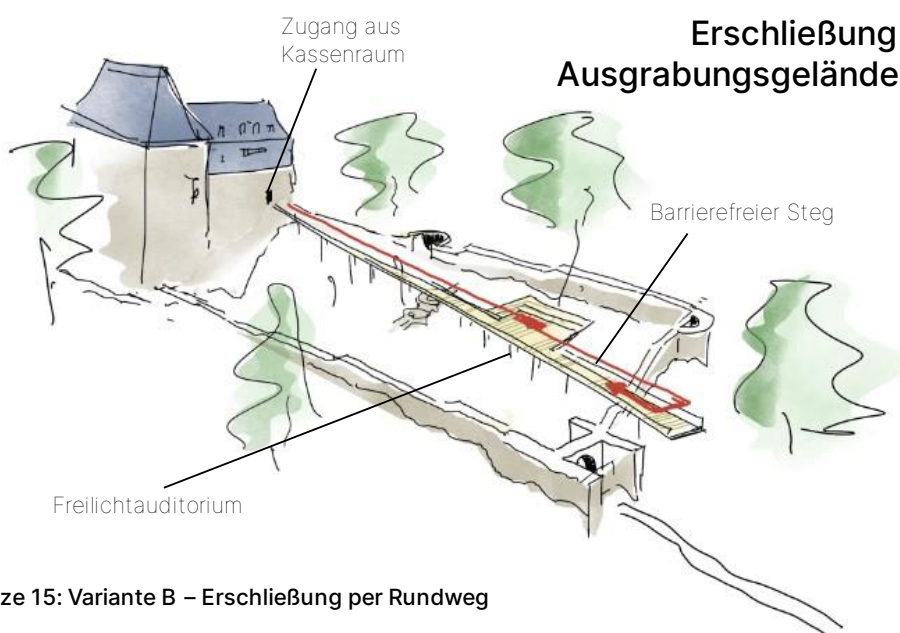 Zugang aus
Kassenraum
Erschließung
Ausgrabungsgelände
Barrierefreier Steg
Freilichtauditorium
ze 15: Variante B – Erschließung per Rundweg